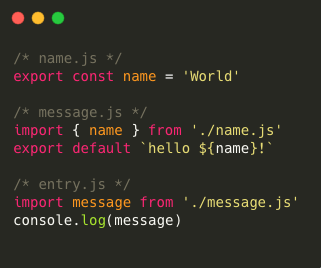 /* name.js */
export const name = 'World'
/* message.js */
import { name } from './name.js'
export default `hello ${name}!`
/* entry.js */
import message from './message.js'
console.log(message)